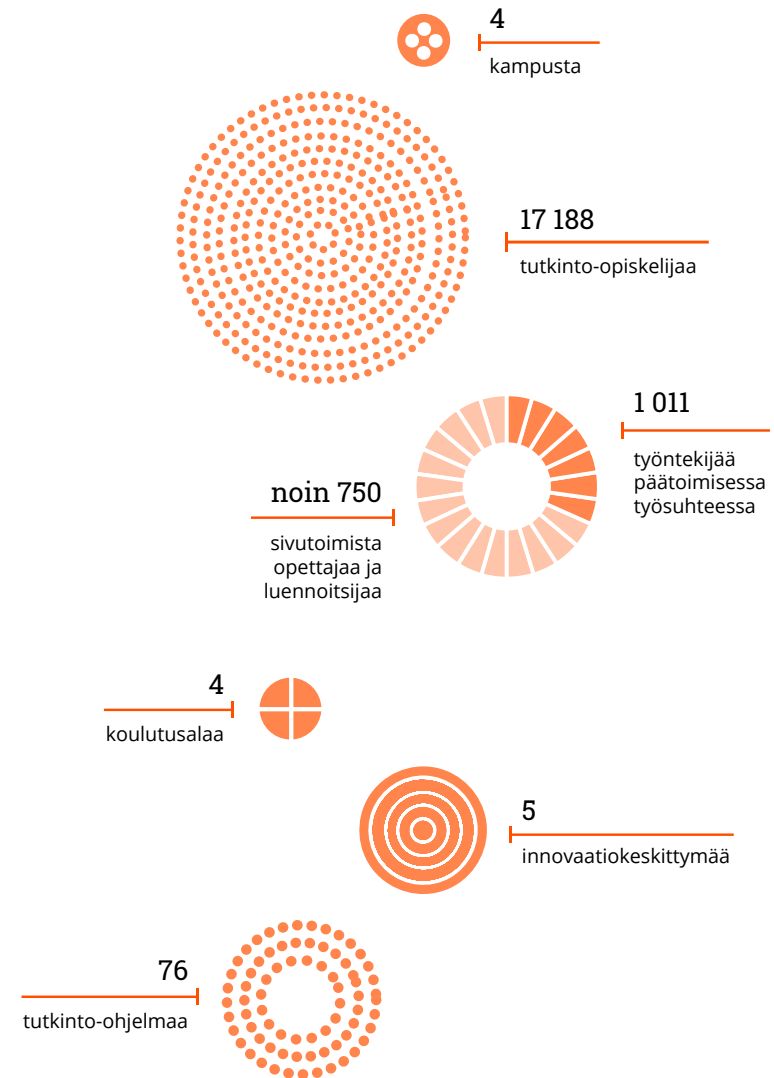 4
kampusta
17 188
tutkinto-opiskelijaa
1 011
työntekijää
päätoimisessa
työsuhteessa
noin 750
sivutoimista
opettajaa ja
luennoitsijaa
4
koulutusalaa
5
innovaatiokeskittymää
76
tutkinto-ohjelmaa